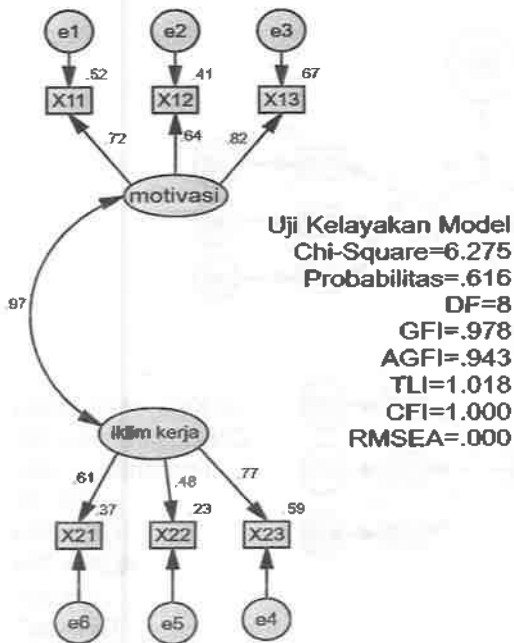 e1 e2 e3
.52 .41 .67
X11 X12 X13
.72 .64 .82
motivasi
Uji Kelayakan Model
Chi-Square=6.275
Probabilitas=.616
DF=8
GFI=.978
AGFI=.943
TLI=1.018
CFI=1.000
RMSEA=.000
.97
iklim kerja
.61 .48 .77
.37 .23 .59
X21 X22 X23
e6 e5 e4